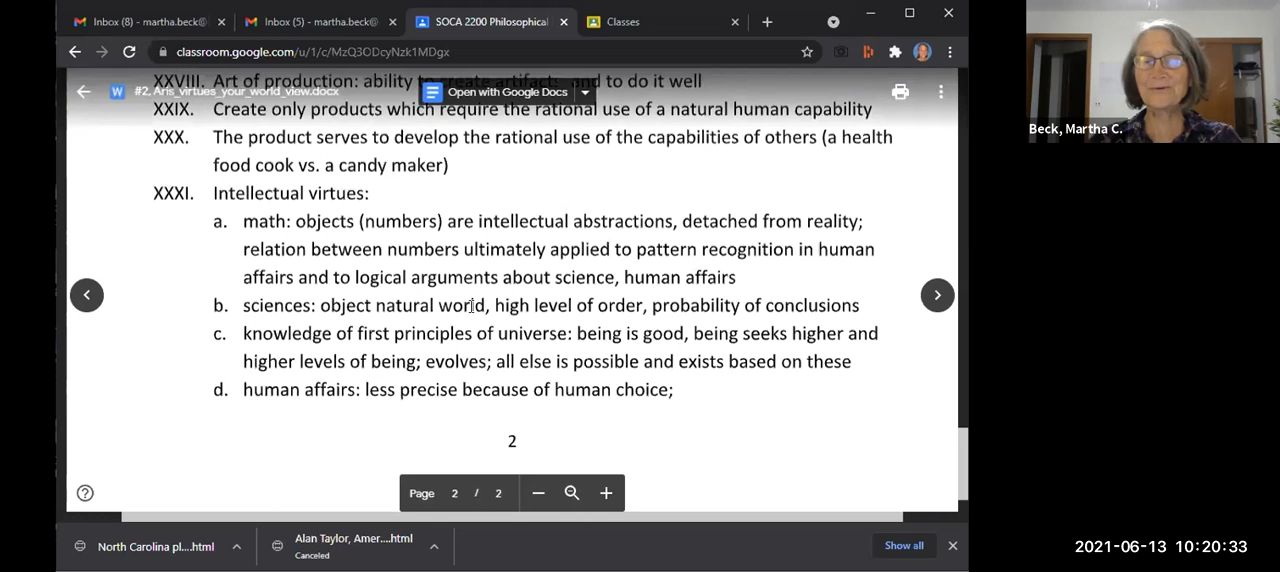 Inbox (8) - martha.beck@
Inbox (5) - martha.beck@
SOCA 2200 Philosophical
Classes
classroom.google.com/u/1/c/MzQ3ODcyNzk1MDgx
XXVIII. Art of production: ability to create artifacts, and to do it well
#2, Aris_virtues_your_world_view.docx
Open with Google Docs
XXIX. Create only products which require the rational use of a natural human capability
XXX. The product serves to develop the rational use of the capabilities of others (a health
food cook vs. a candy maker)
XXXI. Intellectual virtues:
a. math: objects (numbers) are intellectual abstractions, detached from reality;
relation between numbers ultimately applied to pattern recognition in human
affairs and to logical arguments about science, human affairs
b. sciences: object natural world, high level of order, probability of conclusions
c. knowledge of first principles of universe: being is good, being seeks higher and
higher levels of being; evolves; all else is possible and exists based on these
d. human affairs: less precise because of human choice;
2
Page 2 / 2
North Carolina pl....html
Alan Taylor, Amer....html
Canceled
Show all
Beck, Martha C.
2021-06-13 10:20:33